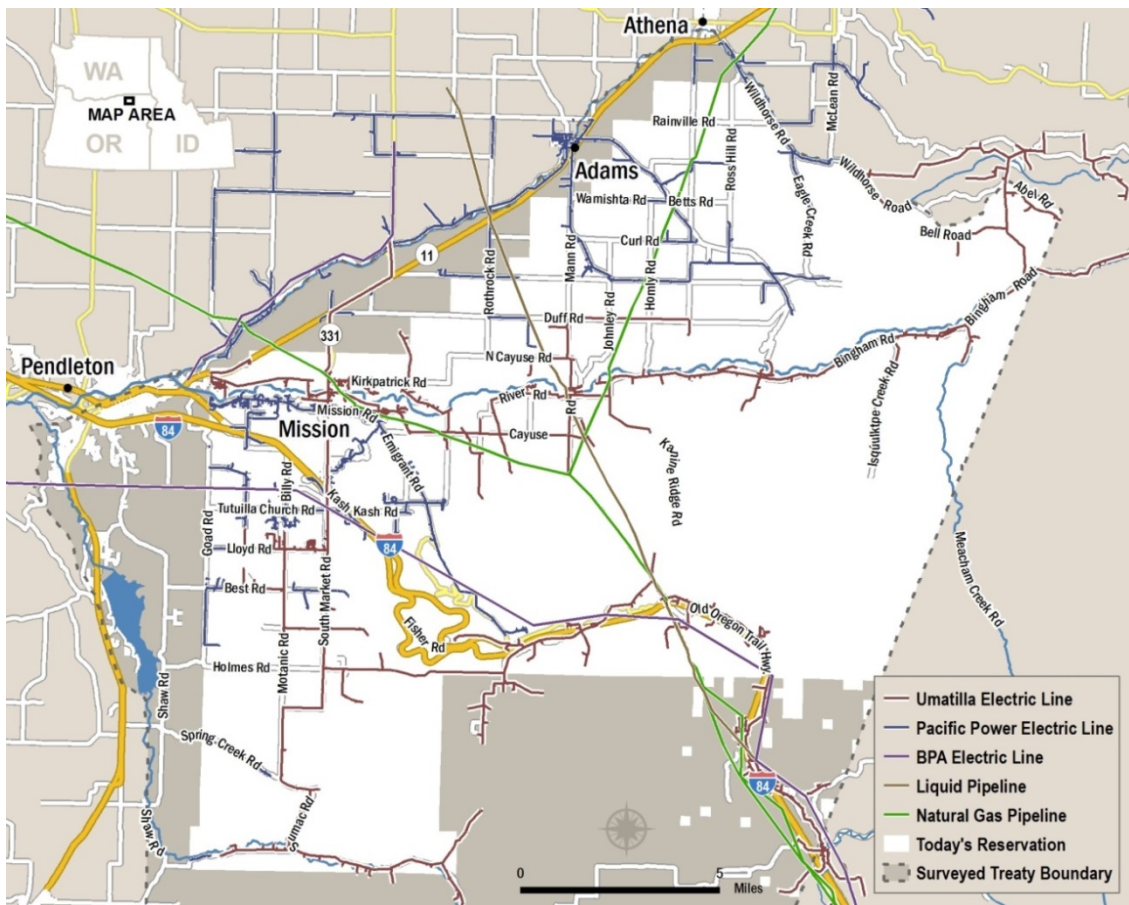 Athena
WA
MAP AREA
OR
ID
Wildhorse Rd
McLean Rd
Rainville Rd
Ross Hill Rd
Adams
Wildhorse Road
Eagle Creek Rd
Abel Rd
Wamishta Rd
Betts Rd
Bell Road
Curl Rd
11
Rothrock Rd
Mann Rd
Homly Rd
Johnley Rd
Bingham Road
Duff Rd
331
N Cayuse Rd
Bingham Rd
Pendleton
Kirkpatrick Rd
River Rd
Rd
Isquulktpe Creek Rd
Mission Rd
84
Mission
Cayuse
Emigrant Rd
Kanine Ridge Rd
Billy Rd
Kash Kash Rd
Tutuilla Church Rd
Goad Rd
84
Lloyd Rd
South Market Rd
Meacham Creek Rd
Best Rd
Old Oregon Trail Hwy.
Fisher Rd
Motanic Rd
Holmes Rd
Shaw Rd
Spring Creek Rd
Sumac Rd
Shaw Rd
84
Umatilla Electric Line
Pacific Power Electric Line
BPA Electric Line
Liquid Pipeline
Natural Gas Pipeline
Today's Reservation
Surveyed Treaty Boundary
0
5
Miles